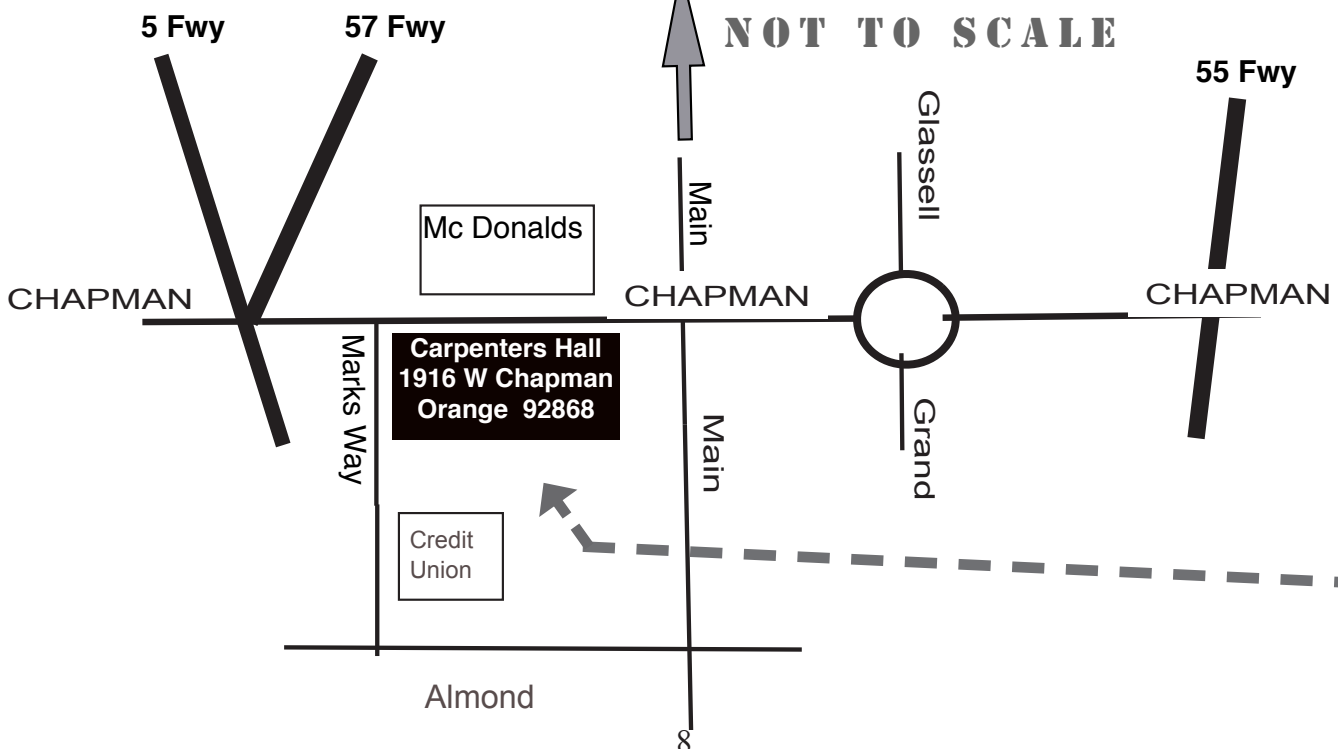 5 Fwy
57 Fwy
NOT TO SCALE
55 Fwy
Glassell
Main
Mc Donalds
CHAPMAN
CHAPMAN
CHAPMAN
Marks Way
Carpenters Hall
1916 W Chapman
Orange 92868
Main
Grand
Credit
Union
Almond
8